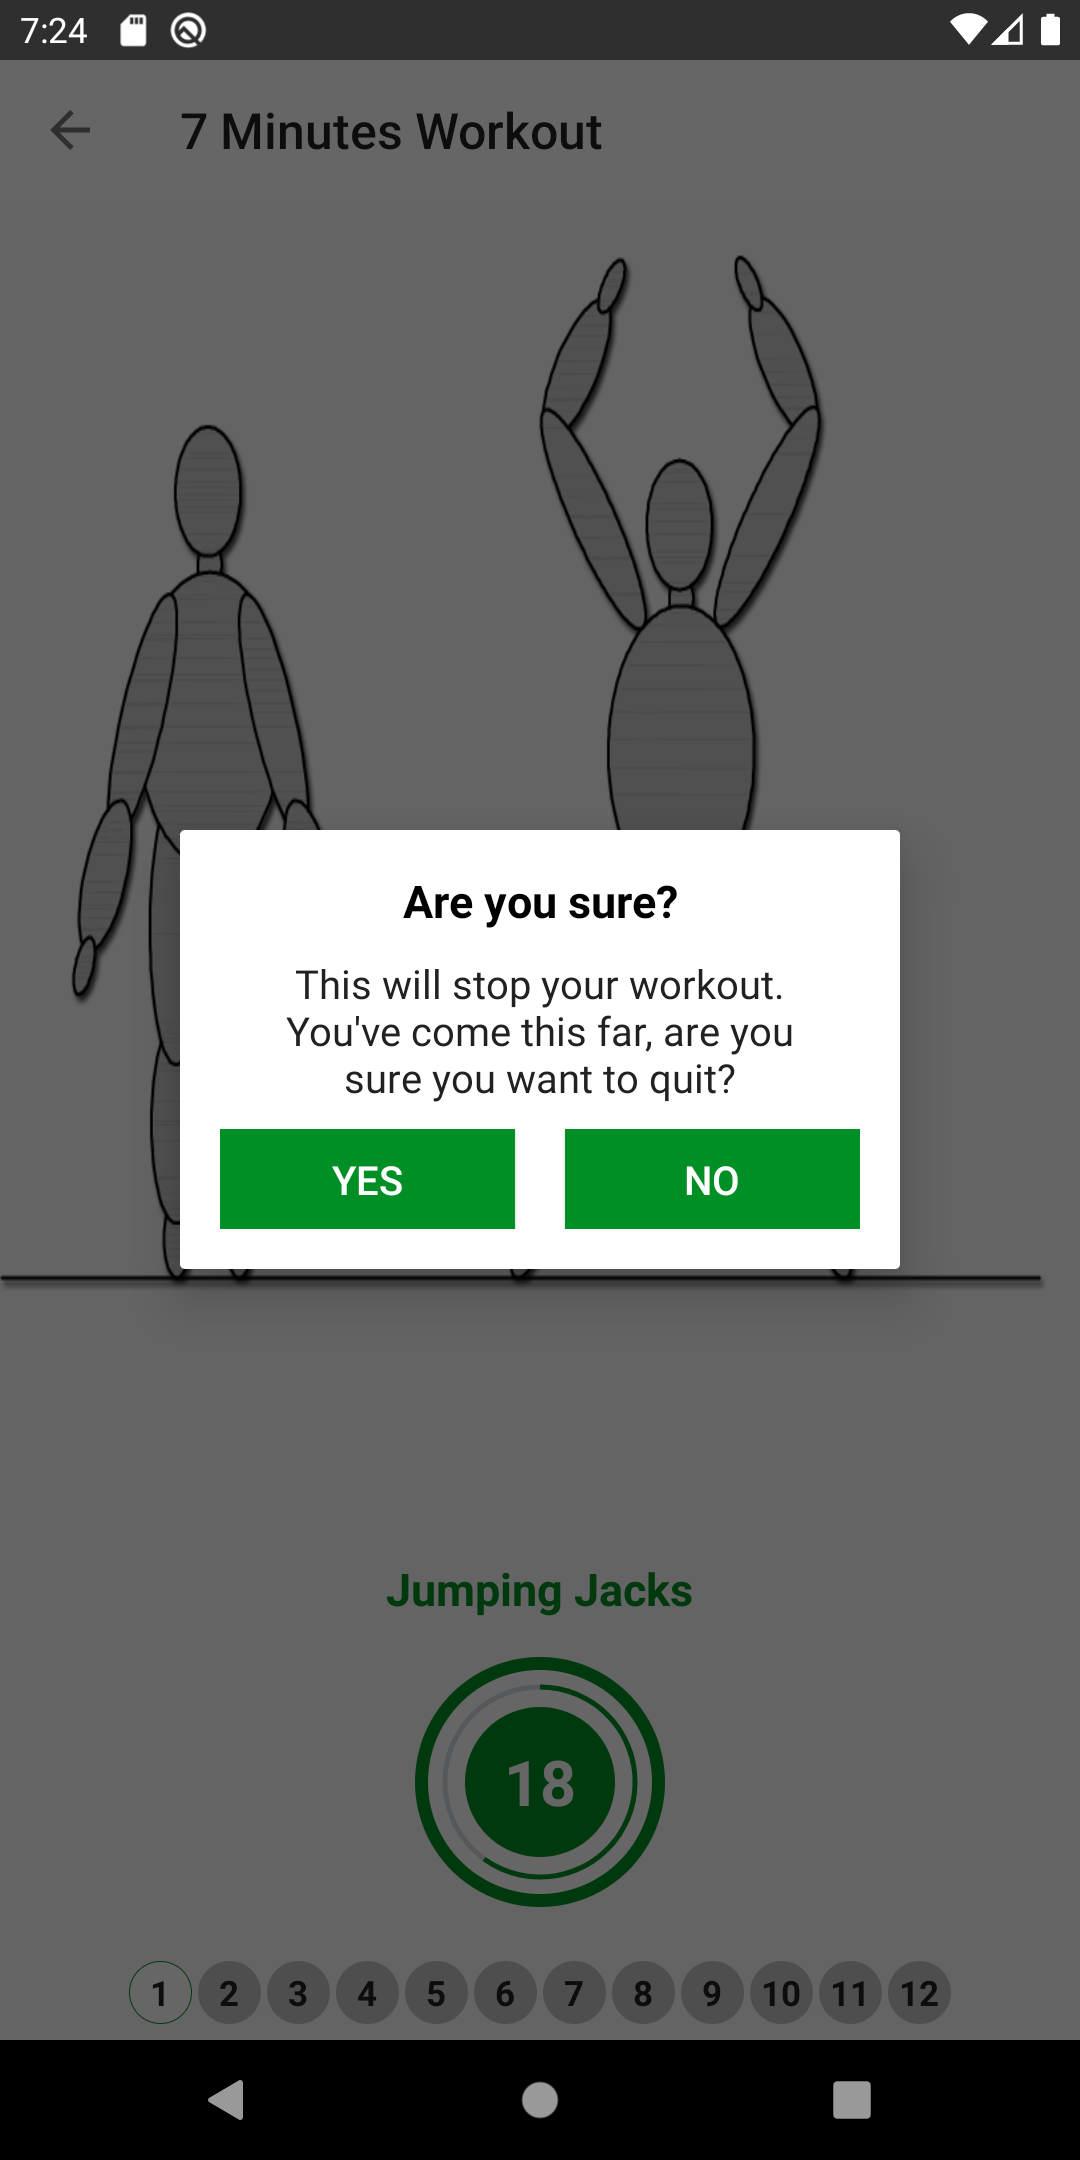 7:24
7 Minutes Workout
Are you sure?
This will stop your workout.
You've come this far, are you
sure you want to quit?
YES NO
Jumping Jacks
18
1 2 3 4 5 6 7 8 9 10 11 12